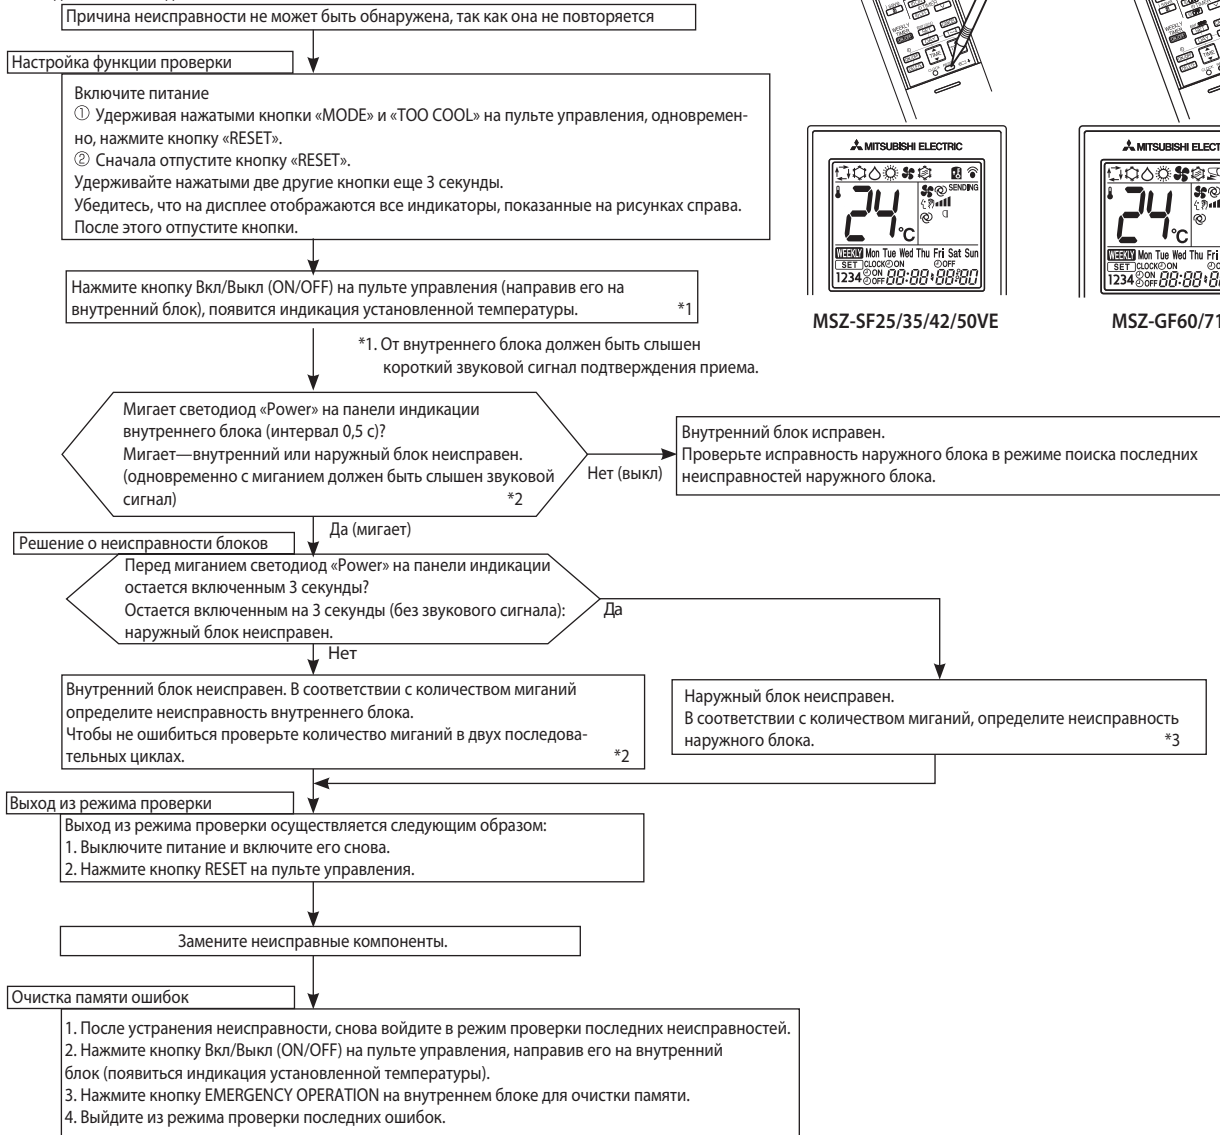 Причина неисправности не может быть обнаружена, так как она не повторяется
Настройка функции проверки
Включите питание
① Удерживая нажатыми кнопки «MODE» и «TOO COOL» на пульте управления, одновремен-
но, нажмите кнопку «RESET».
② Сначала отпустите кнопку «RESET».
Удерживайте нажатыми две другие кнопки еще 3 секунды.
Убедитесь, что на дисплее отображаются все индикаторы, показанные на рисунках справа.
После этого отпустите кнопки.
MITSUBISHI ELECTRIC
SENDING
24°C
WEEKLY Mon Tue Wed Thu Fri Sat Sun
SET CLOCK ON OFF
1234 ON OFF 88:88 88:88
MSZ-SF25/35/42/50VE
MITSUBISHI ELECT
24°C
WEEKLY Mon Tue Wed Thu Fri
SET CLOCK ON
1234 ON OFF 88:88
MSZ-GF60/71
Нажмите кнопку Вкл/Выкл (ON/OFF) на пульте управления (направив его на
внутренний блок), появится индикация установленной температуры. *1
*1. От внутреннего блока должен быть слышен
короткий звуковой сигнал подтверждения приема.
Мигает светодиод «Power» на панели индикации
внутреннего блока (интервал 0,5 с)?
Мигает—внутренний или наружный блок неисправен.
(одновременно с миганием должен быть слышен звуковой
сигнал) *2
Нет (выкл)
Внутренний блок исправен.
Проверьте исправность наружного блока в режиме поиска последних
неисправностей наружного блока.
Да (мигает)
Решение о неисправности блоков
Перед миганием светодиод «Power» на панели индикации
остается включенным 3 секунды?
Остается включенным на 3 секунды (без звукового сигнала):
наружный блок неисправен.
Да
Нет
Внутренний блок неисправен. В соответствии с количеством миганий
определите неисправность внутреннего блока.
Чтобы не ошибиться проверьте количество миганий в двух последова-
тельных циклах. *2
Наружный блок неисправен.
В соответствии с количеством миганий, определите неисправность
наружного блока. *3
Выход из режима проверки
Выход из режима проверки осуществляется следующим образом:
1. Выключите питание и включите его снова.
2. Нажмите кнопку RESET на пульте управления.
Замените неисправные компоненты.
Очистка памяти ошибок
1. После устранения неисправности, снова войдите в режим проверки последних неисправностей.
2. Нажмите кнопку Вкл/Выкл (ON/OFF) на пульте управления, направив его на внутренний
блок (появиться индикация установленной температуры).
3. Нажмите кнопку EMERGENCY OPERATION на внутреннем блоке для очистки памяти.
4. Выйдите из режима проверки последних ошибок.